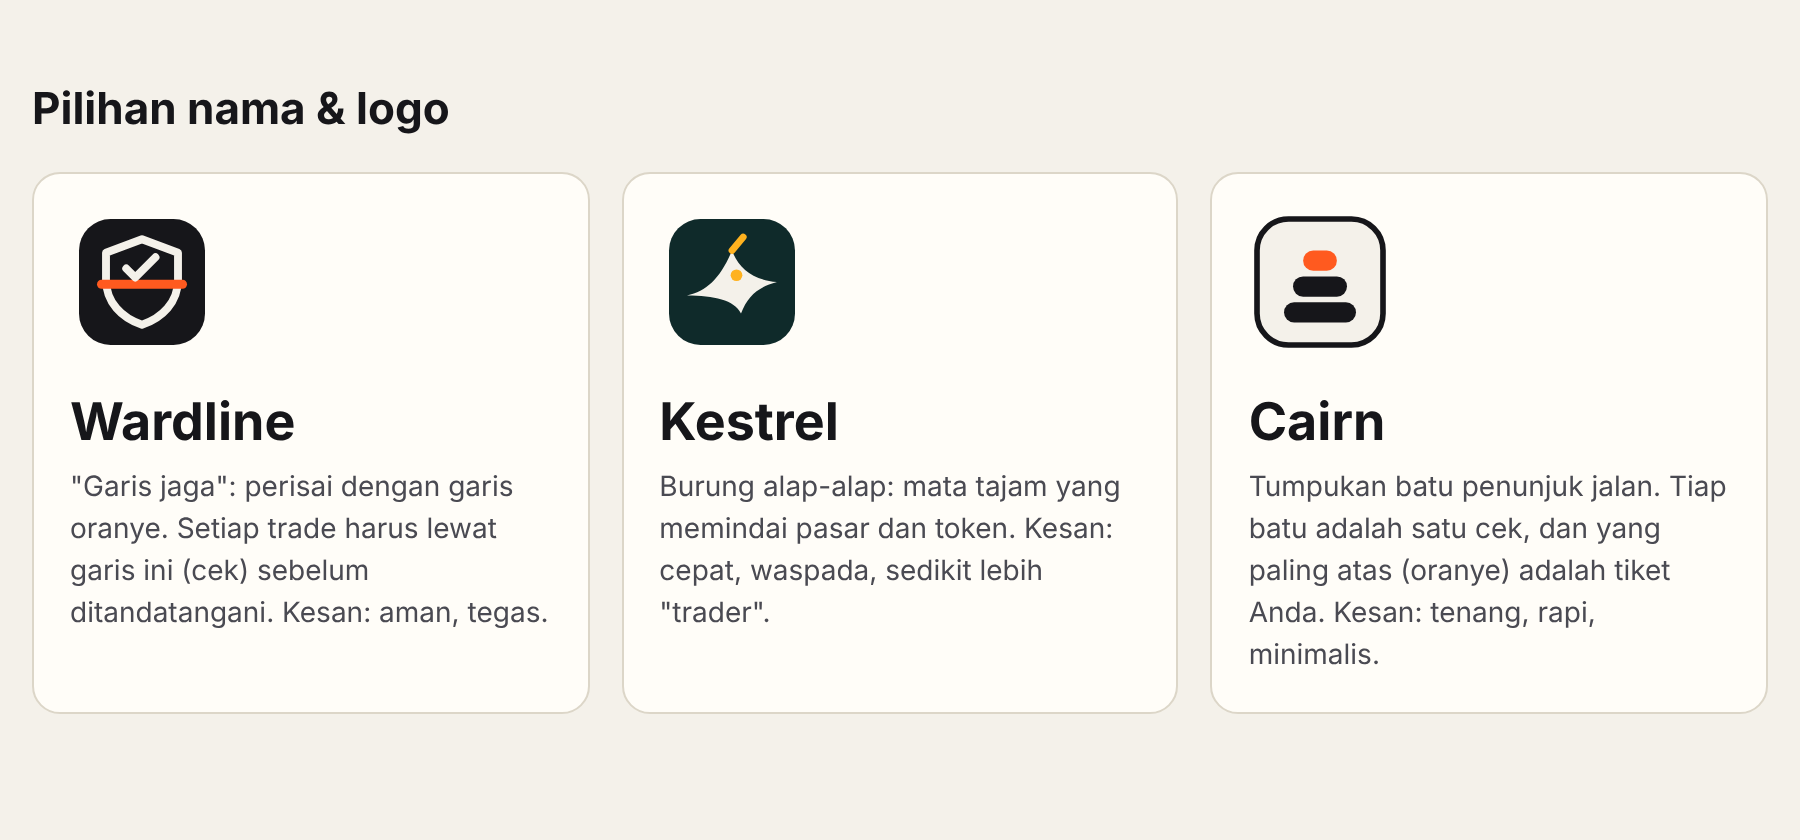 Pilihan nama & logo
Wardline
"Garis jaga": perisai dengan garis
oranye. Setiap trade harus lewat
garis ini (cek) sebelum
ditandatangani. Kesan: aman, tegas.
Kestrel
Burung alap-alap: mata tajam yang
memindai pasar dan token. Kesan:
cepat, waspada, sedikit lebih
"trader".
Cairn
Tumpukan batu penunjuk jalan. Tiap
batu adalah satu cek, dan yang
paling atas (oranye) adalah tiket
Anda. Kesan: tenang, rapi,
minimalis.